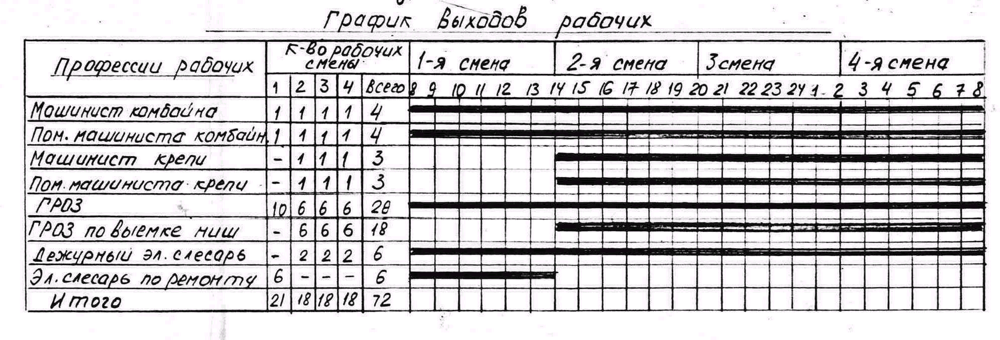 График выходов рабочих
Профессии рабочих К-во рабочих смены 1-я смена 2-я смена 3 смена 4-я смена
1 2 3 4 Всего 8 9 10 11 12 13 14 15 16 17 18 19 20 21 22 23 24 1 2 3 4 5 6 7 8
Машинист комбайна 1 1 1 1 4
Пом. машиниста комбайн. 1 1 1 1 4
Машинист крепи - 1 1 1 3
Пом. машиниста крепи - 1 1 1 3
ГРОЗ 10 6 6 6 28
ГРОЗ по выемке ниш - 6 6 6 18
Дежурный эл. слесарь - 2 2 2 6
Эл. слесарь по ремонту 6 - - - 6
Итого 21 18 18 18 72